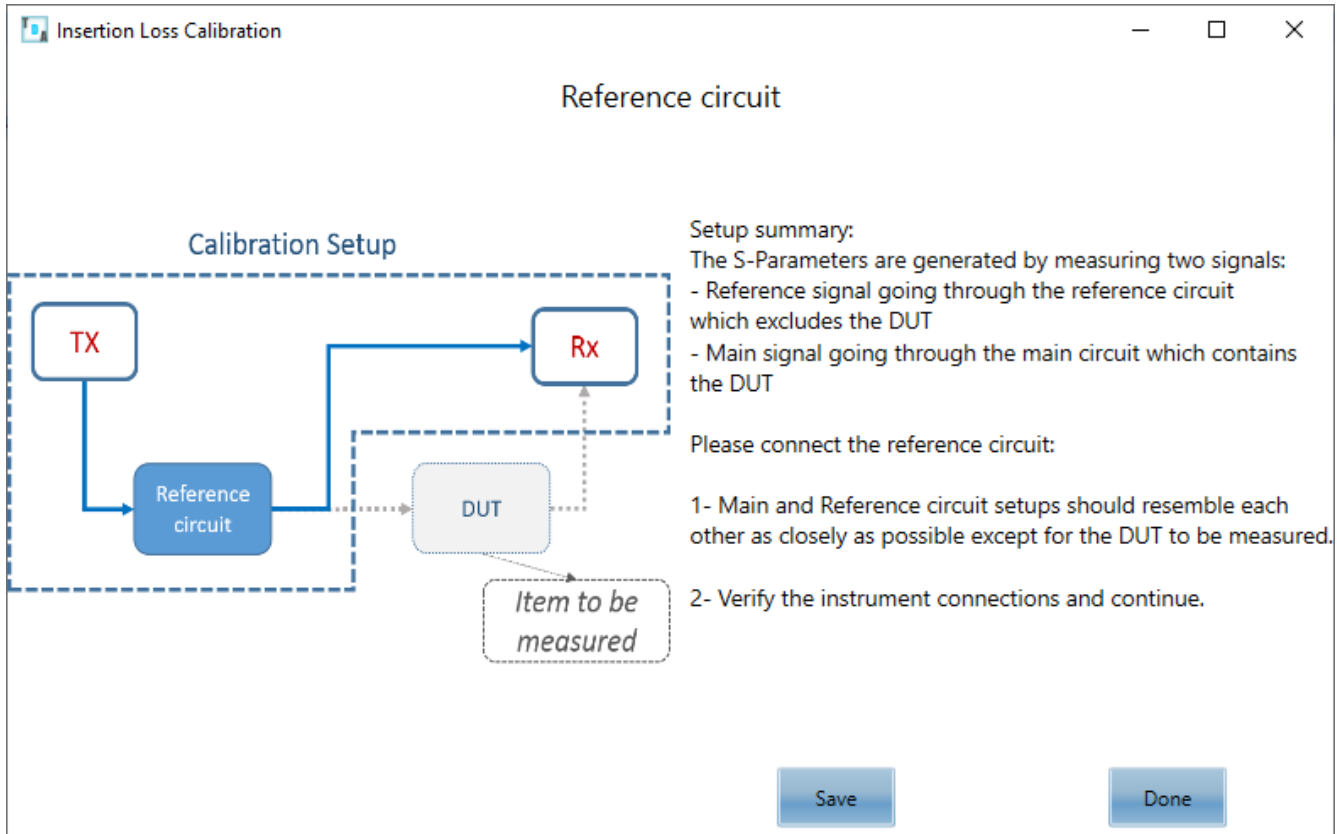 Insertion Loss Calibration
Reference circuit
Calibration Setup
TX
Rx
Reference
circuit
DUT
Item to be
measured
Setup summary:
The S-Parameters are generated by measuring two signals:
- Reference signal going through the reference circuit
which excludes the DUT
- Main signal going through the main circuit which contains
the DUT
Please connect the reference circuit:
1- Main and Reference circuit setups should resemble each
other as closely as possible except for the DUT to be measured.
2- Verify the instrument connections and continue.
Save
Done